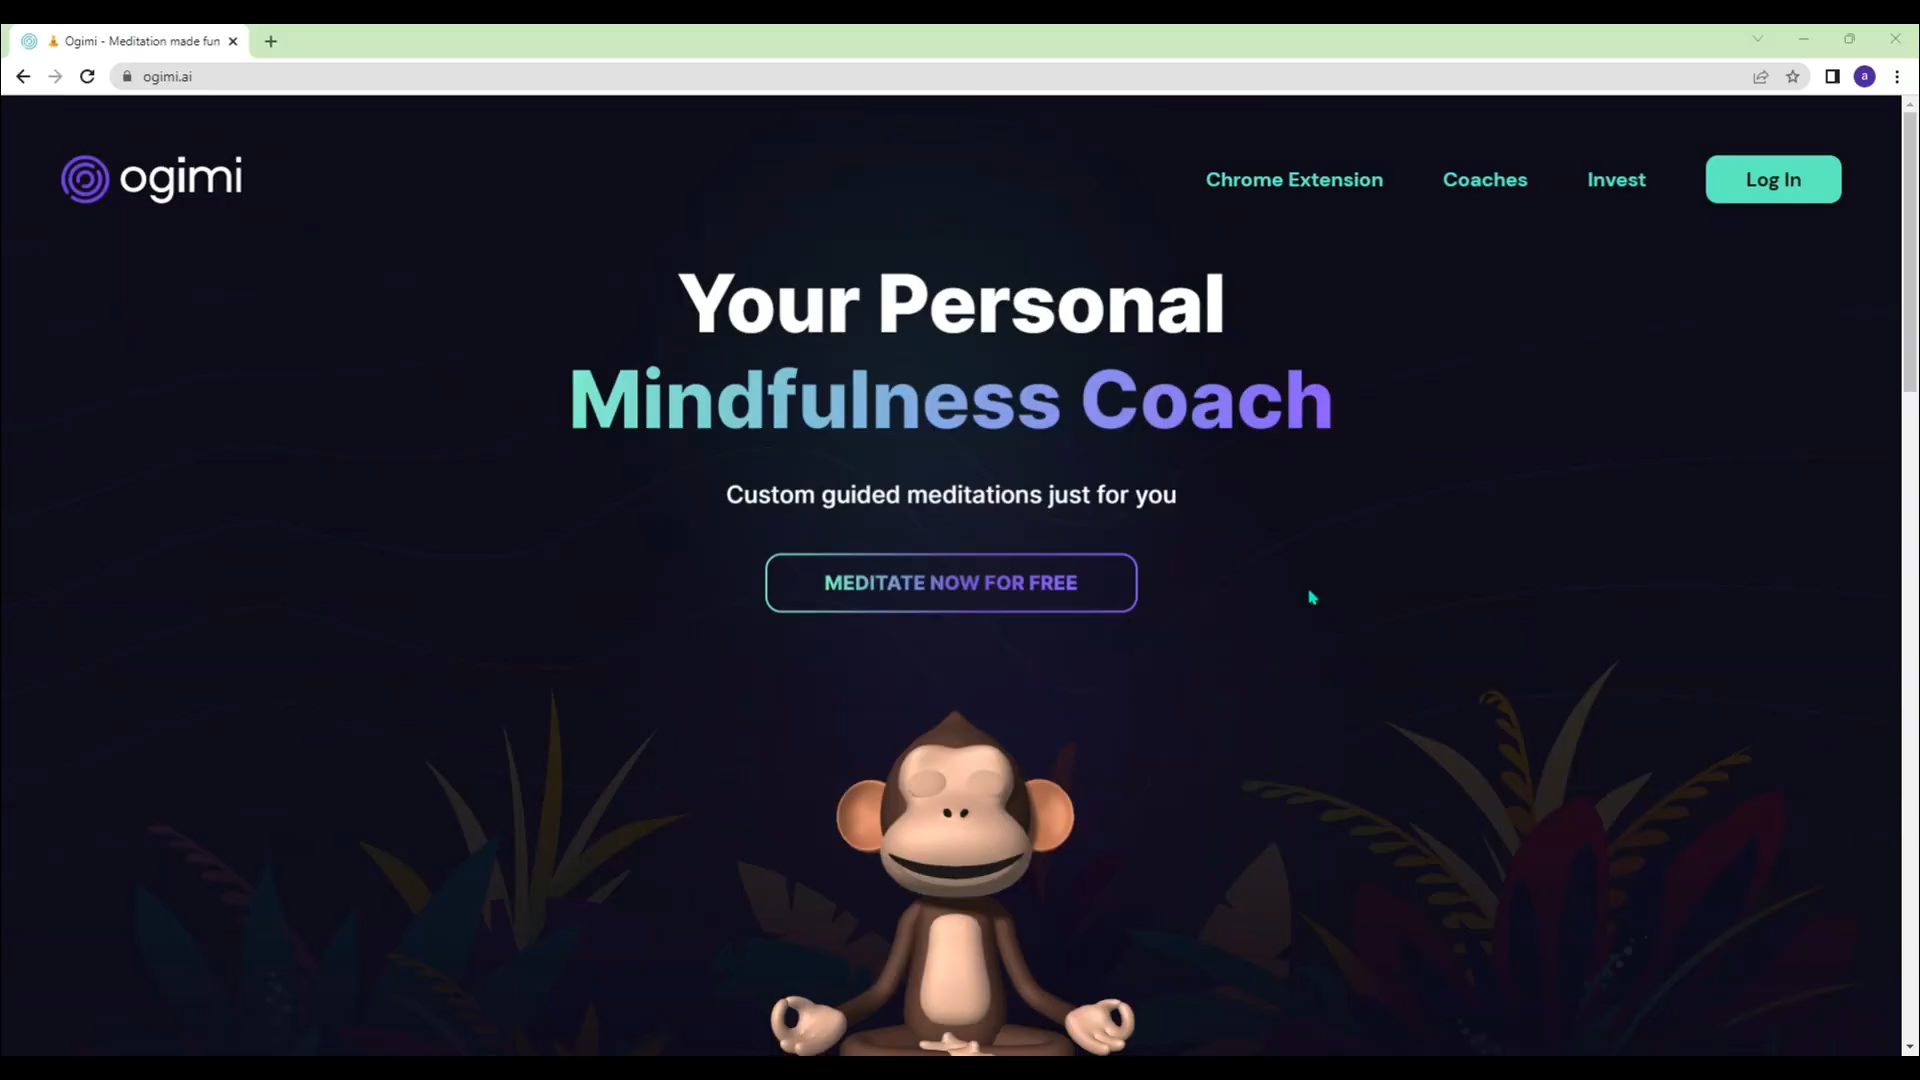 Ogimi - Meditation made fun
ogimi.ai
a
ogimi
Chrome Extension
Coaches
Invest
Log In
Your Personal
Mindfulness Coach
Custom guided meditations just for you
MEDITATE NOW FOR FREE